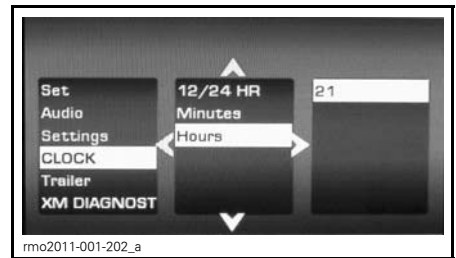 Set
Audio
Settings
CLOCK
Trailer
XM DIAGNOST
12/24 HR
Minutes
Hours
21
rmo2011-001-202_a